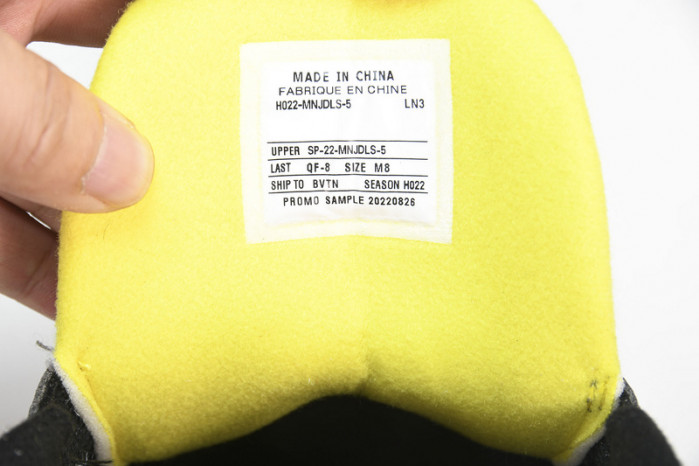 MADE IN CHINA
FABRIQUE EN CHINE
H022-MNJDLS-5 LN3
UPPER SP-22-MNJDLS-5
LAST QF-8 SIZE M8
SHIP TO BVTN SEASON H022
PROMO SAMPLE 20220826